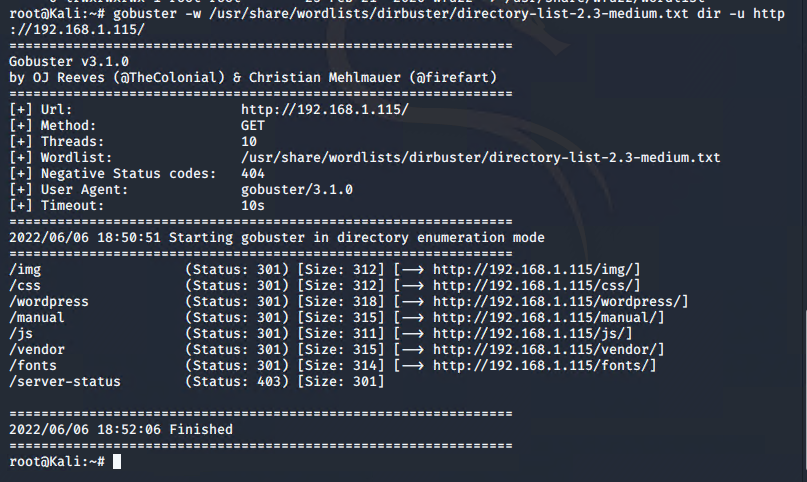 root@Kali:~# gobuster -w /usr/share/wordlists/dirbuster/directory-list-2.3-medium.txt dir -u http
://192.168.1.115/
===============================================================
Gobuster v3.1.0
by OJ Reeves (@TheColonial) & Christian Mehlmauer (@firefart)
===============================================================
[+] Url:                     http://192.168.1.115/
[+] Method:                  GET
[+] Threads:                 10
[+] Wordlist:                /usr/share/wordlists/dirbuster/directory-list-2.3-medium.txt
[+] Negative Status codes:   404
[+] User Agent:              gobuster/3.1.0
[+] Timeout:                 10s
===============================================================
2022/06/06 18:50:51 Starting gobuster in directory enumeration mode
===============================================================
/img                  (Status: 301) [Size: 312] [--> http://192.168.1.115/img/]
/css                  (Status: 301) [Size: 312] [--> http://192.168.1.115/css/]
/wordpress            (Status: 301) [Size: 318] [--> http://192.168.1.115/wordpress/]
/manual               (Status: 301) [Size: 315] [--> http://192.168.1.115/manual/]
/js                   (Status: 301) [Size: 311] [--> http://192.168.1.115/js/]
/vendor               (Status: 301) [Size: 315] [--> http://192.168.1.115/vendor/]
/fonts                (Status: 301) [Size: 314] [--> http://192.168.1.115/fonts/]
/server-status        (Status: 403) [Size: 301]
===============================================================
2022/06/06 18:52:06 Finished
===============================================================
root@Kali:~#